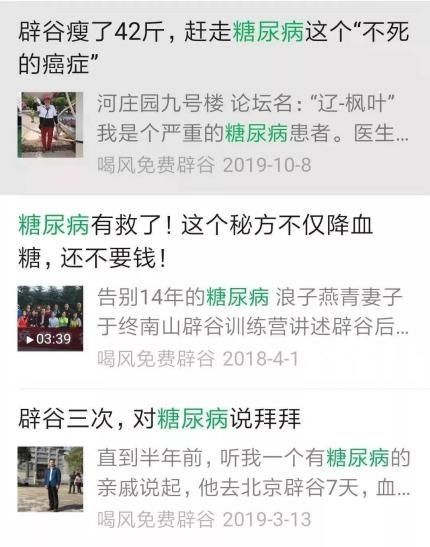 辟谷瘦了42斤，赶走糖尿病这个“不死
的癌症”
河庄园九号楼 论坛名：“辽-枫叶”
我是个严重的糖尿病患者。医生…
喝风免费辟谷 2019-10-8
糖尿病有救了！这个秘方不仅降血
糖，还不要钱！
告别14年的糖尿病 浪子燕青妻子
于终南山辟谷训练营讲述辟谷后…
03:39
喝风免费辟谷 2018-4-1
辟谷三次，对糖尿病说拜拜
直到半年前，听我一个有糖尿病的
亲戚说起，他去北京辟谷7天，血…
喝风免费辟谷 2019-3-13